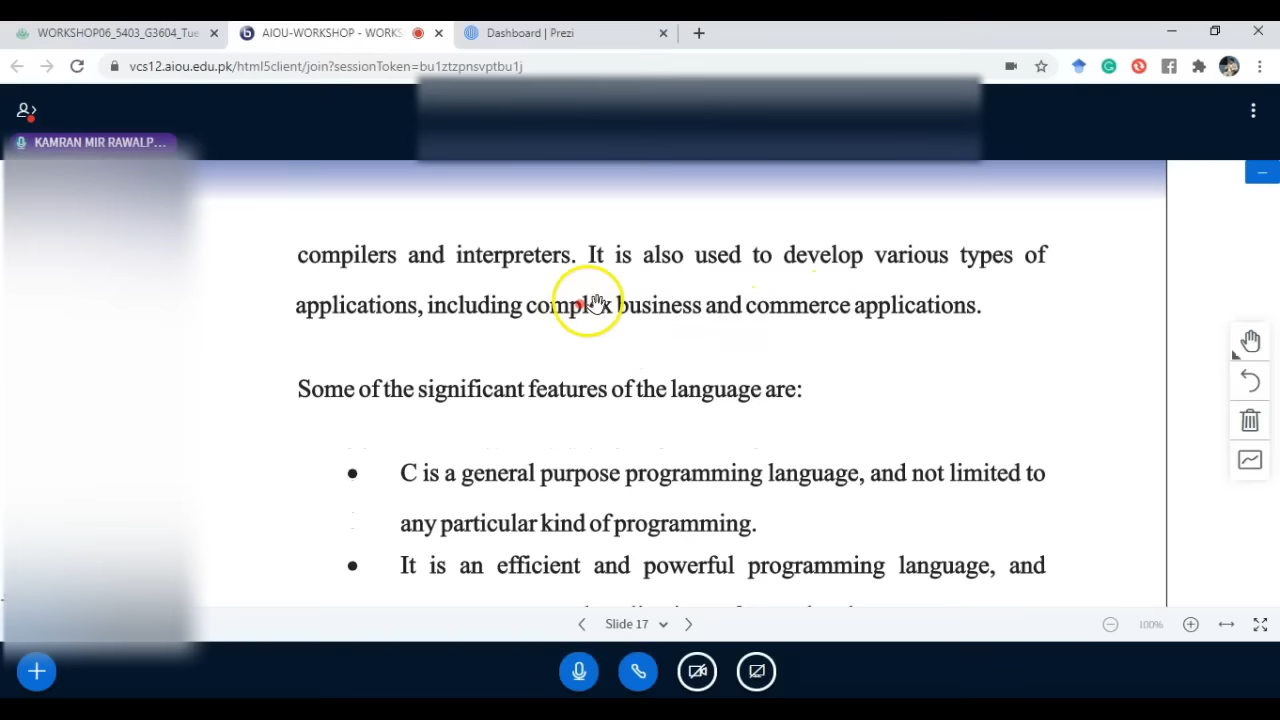 WORKSHOP06_5403_G3604_Tue
AIOU-WORKSHOP - WORKS
Dashboard | Prezi
vcs12.aiou.edu.pk/html5client/join?sessionToken=bu1ztzpnsvptbu1j
KAMRAN MIR RAWALP...
compilers and interpreters. It is also used to develop various types of
applications, including complex business and commerce applications.
Some of the significant features of the language are:
• C is a general purpose programming language, and not limited to
any particular kind of programming.
• It is an efficient and powerful programming language, and
Slide 17
100%